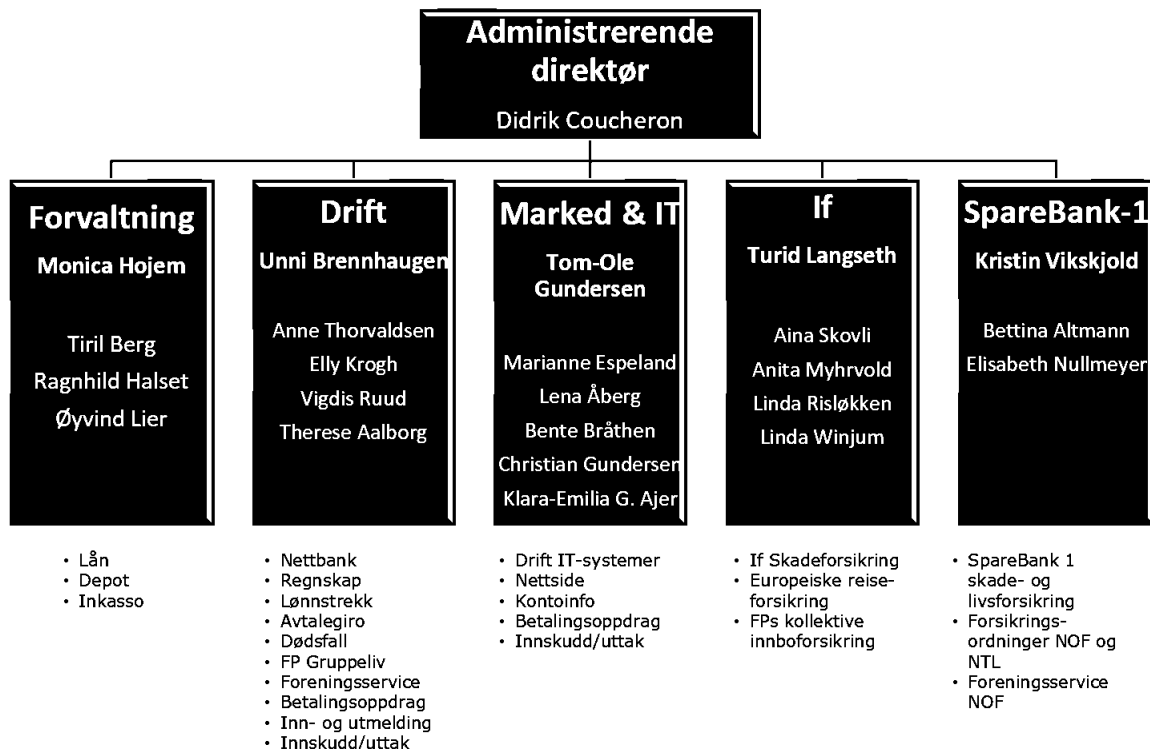 Administrerende
direktør
Didrik Coucheron
Forvaltning
Monica Hojem
Tiril Berg
Ragnhild Halset
Øyvind Lier
• Lån
• Depot
• Inkasso
Drift
Unni Brennhaugen
Anne Thorvaldsen
Elly Krogh
Vigdis Ruud
Therese Aalborg
• Nettbank
• Regnskap
• Lønnstrekk
• Avtalegiro
• Dødsfall
• FP Gruppeliv
• Foreningsservice
• Betalingsoppdrag
• Inn- og utmelding
• Innskudd/uttak
Marked & IT
Tom-Ole
Gundersen
Marianne Espeland
Lena Åberg
Bente Bråthen
Christian Gundersen
Klara-Emilia G. Ajer
• Drift IT-systemer
• Nettside
• Kontoinfo
• Betalingsoppdrag
• Innskudd/uttak
If
Turid Langseth
Aina Skovli
Anita Myhrvold
Linda Risløkken
Linda Winjum
• If Skadeforsikring
• Europeiske reise-
forsikring
• FPs kollektive
innboforsikring
SpareBank-1
Kristin Vikskjold
Bettina Altmann
Elisabeth Nullmeyer
• SpareBank 1
skade- og
livsforsikring
• Forsikrings-
ordninger NOF og
NTL
• Foreningsservice
NOF